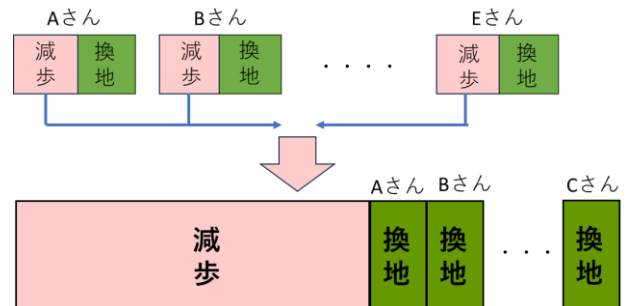 Aさん Bさん Eさん
減歩 換地 減歩 換地 ・・・・ 減歩 換地
Aさん Bさん Cさん
減歩 換地 換地 ・・・ 換地